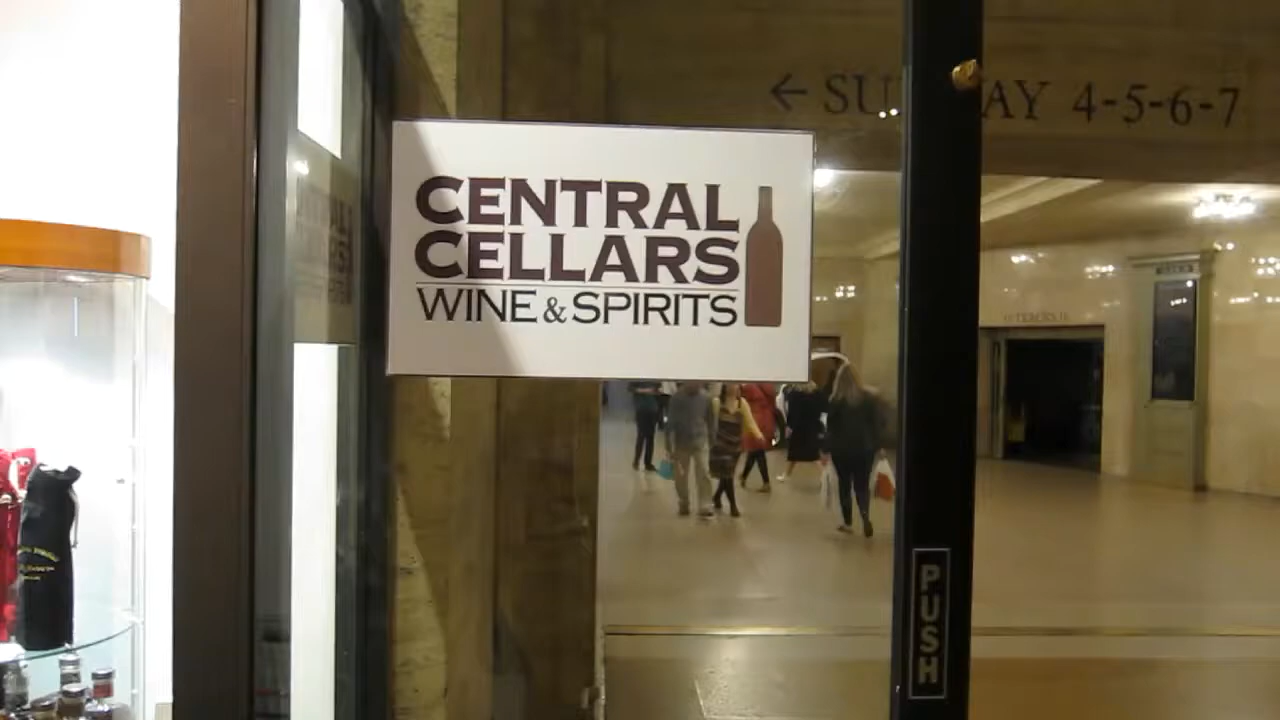 ← SU AY 4-5-6-7
CENTRAL
CELLARS
WINE & SPIRITS
PUSH